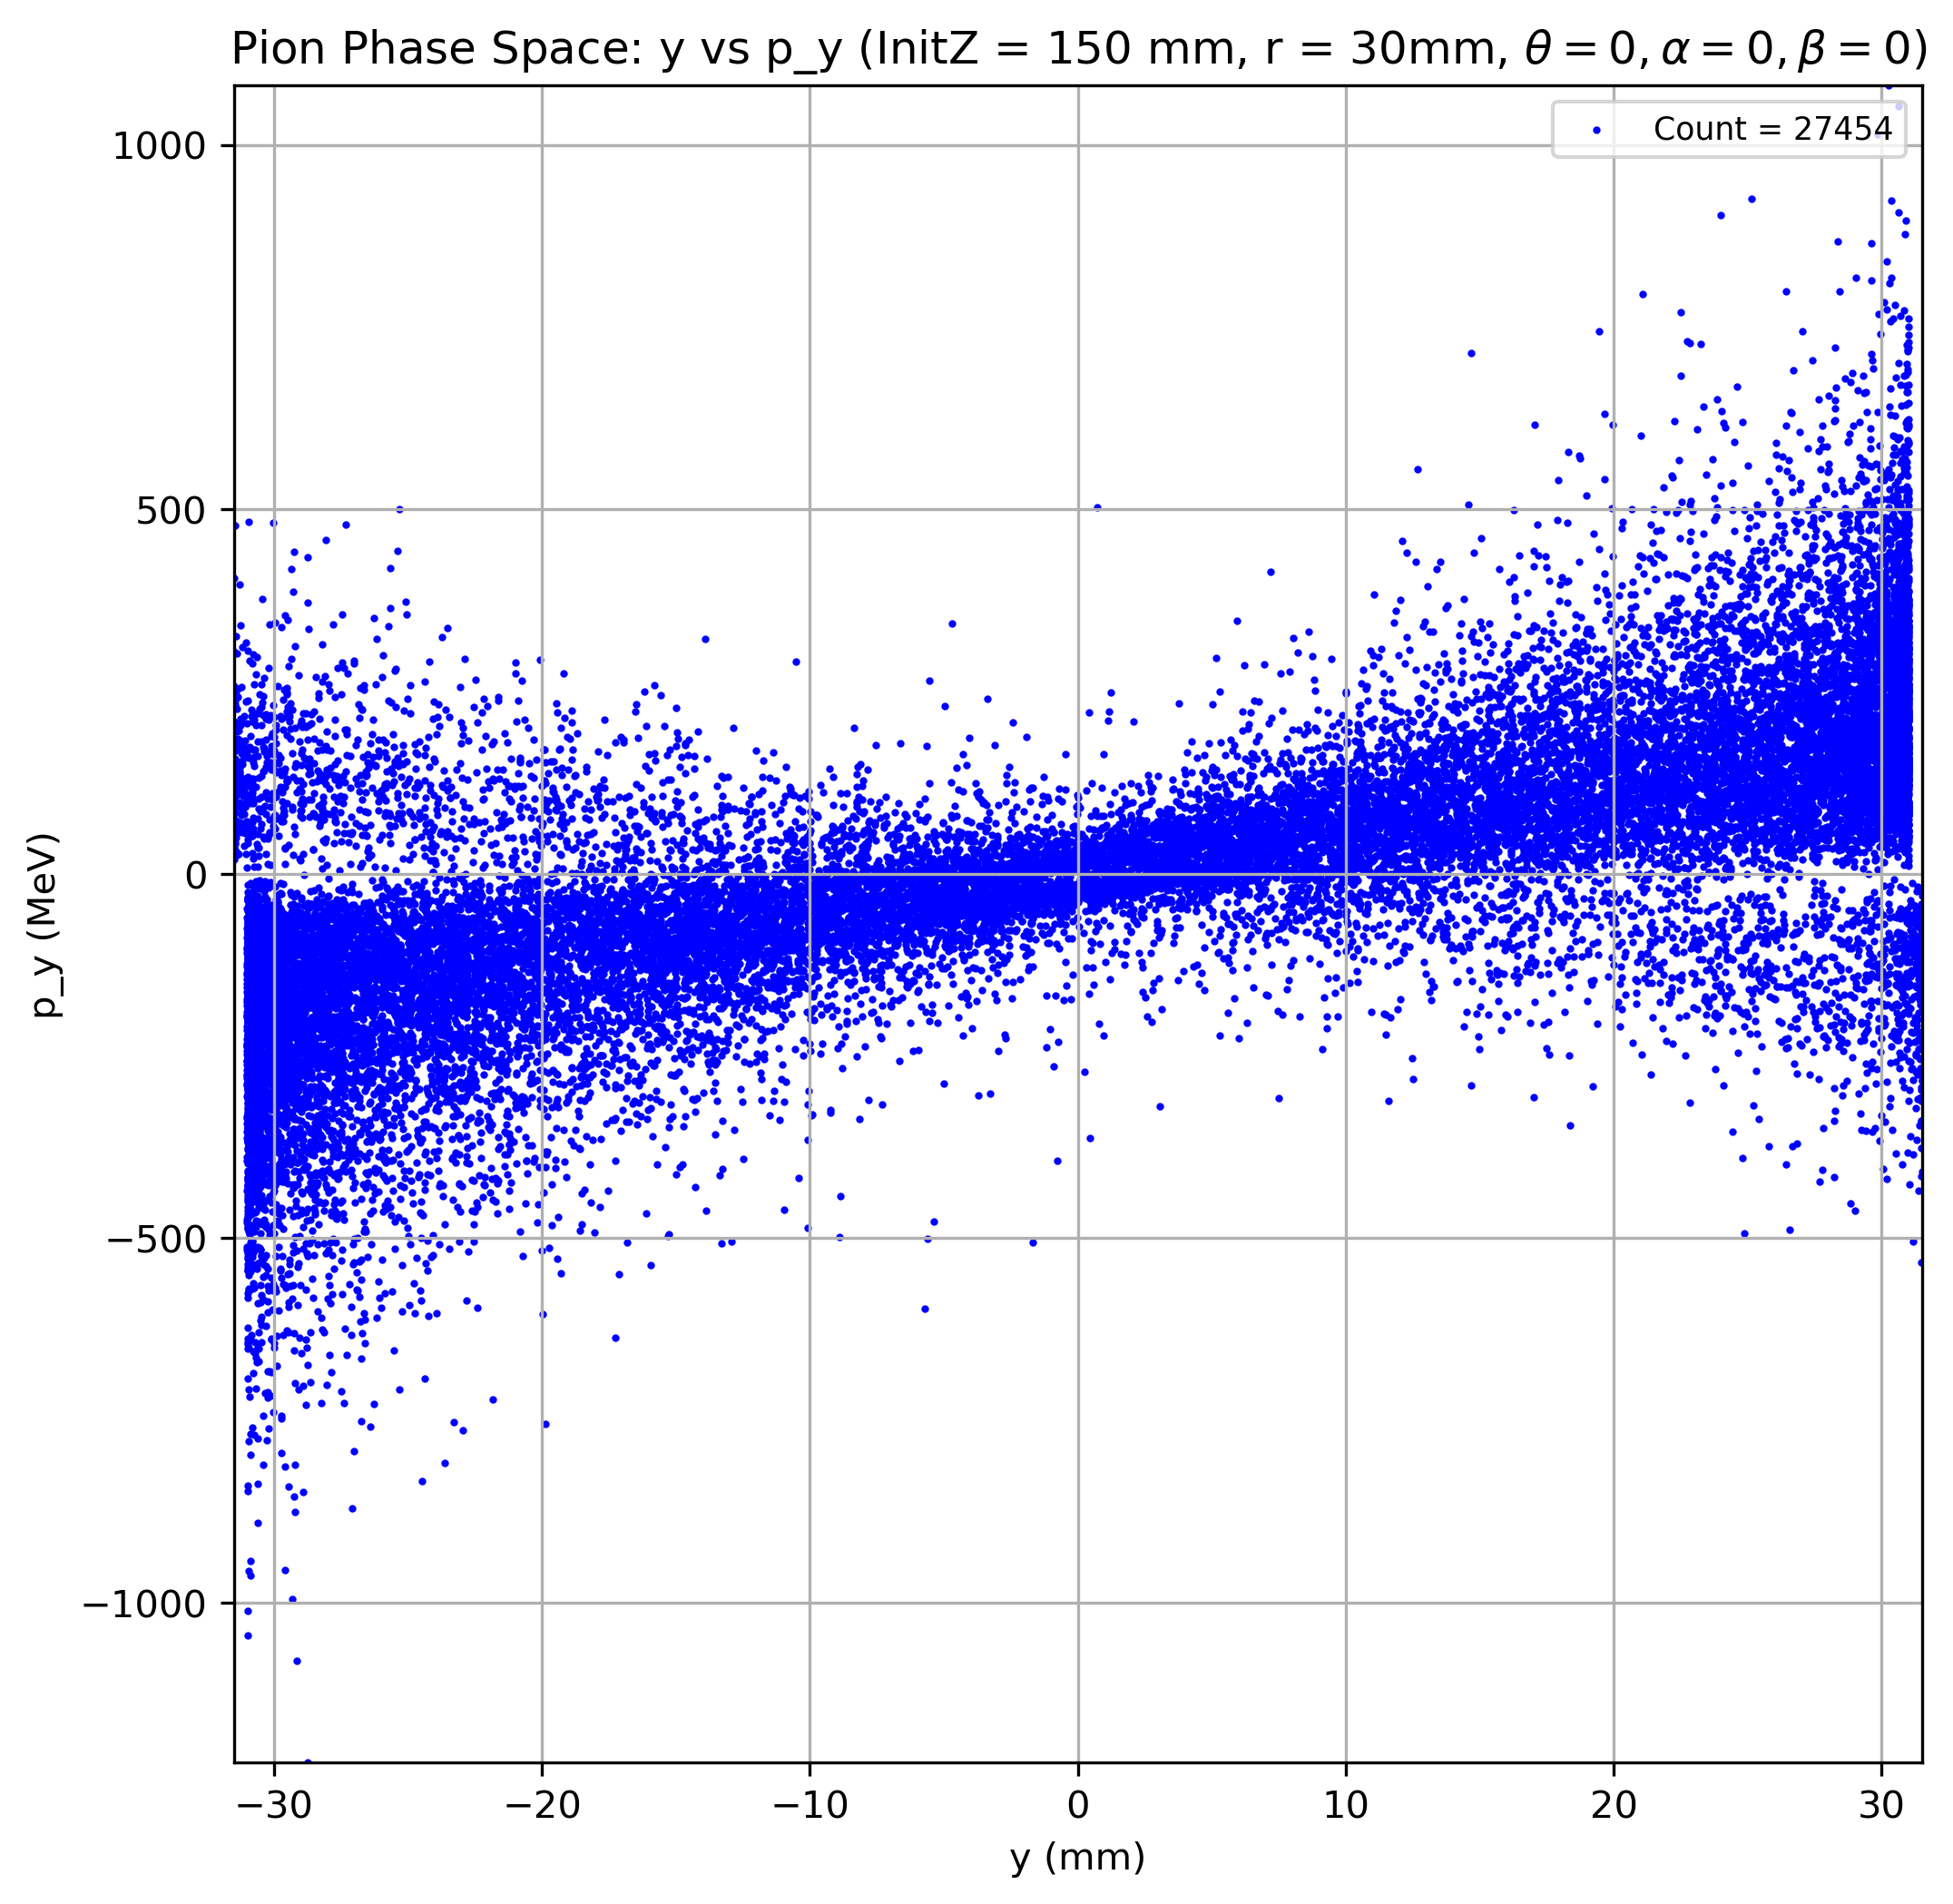 Pion Phase Space: y vs p_y (InitZ = 150 mm, r = 30mm, θ = 0, α = 0, β = 0)
Count = 27454
1000
500
0
−500
−1000
p_y (MeV)
−30 −20 −10 0 10 20 30
y (mm)